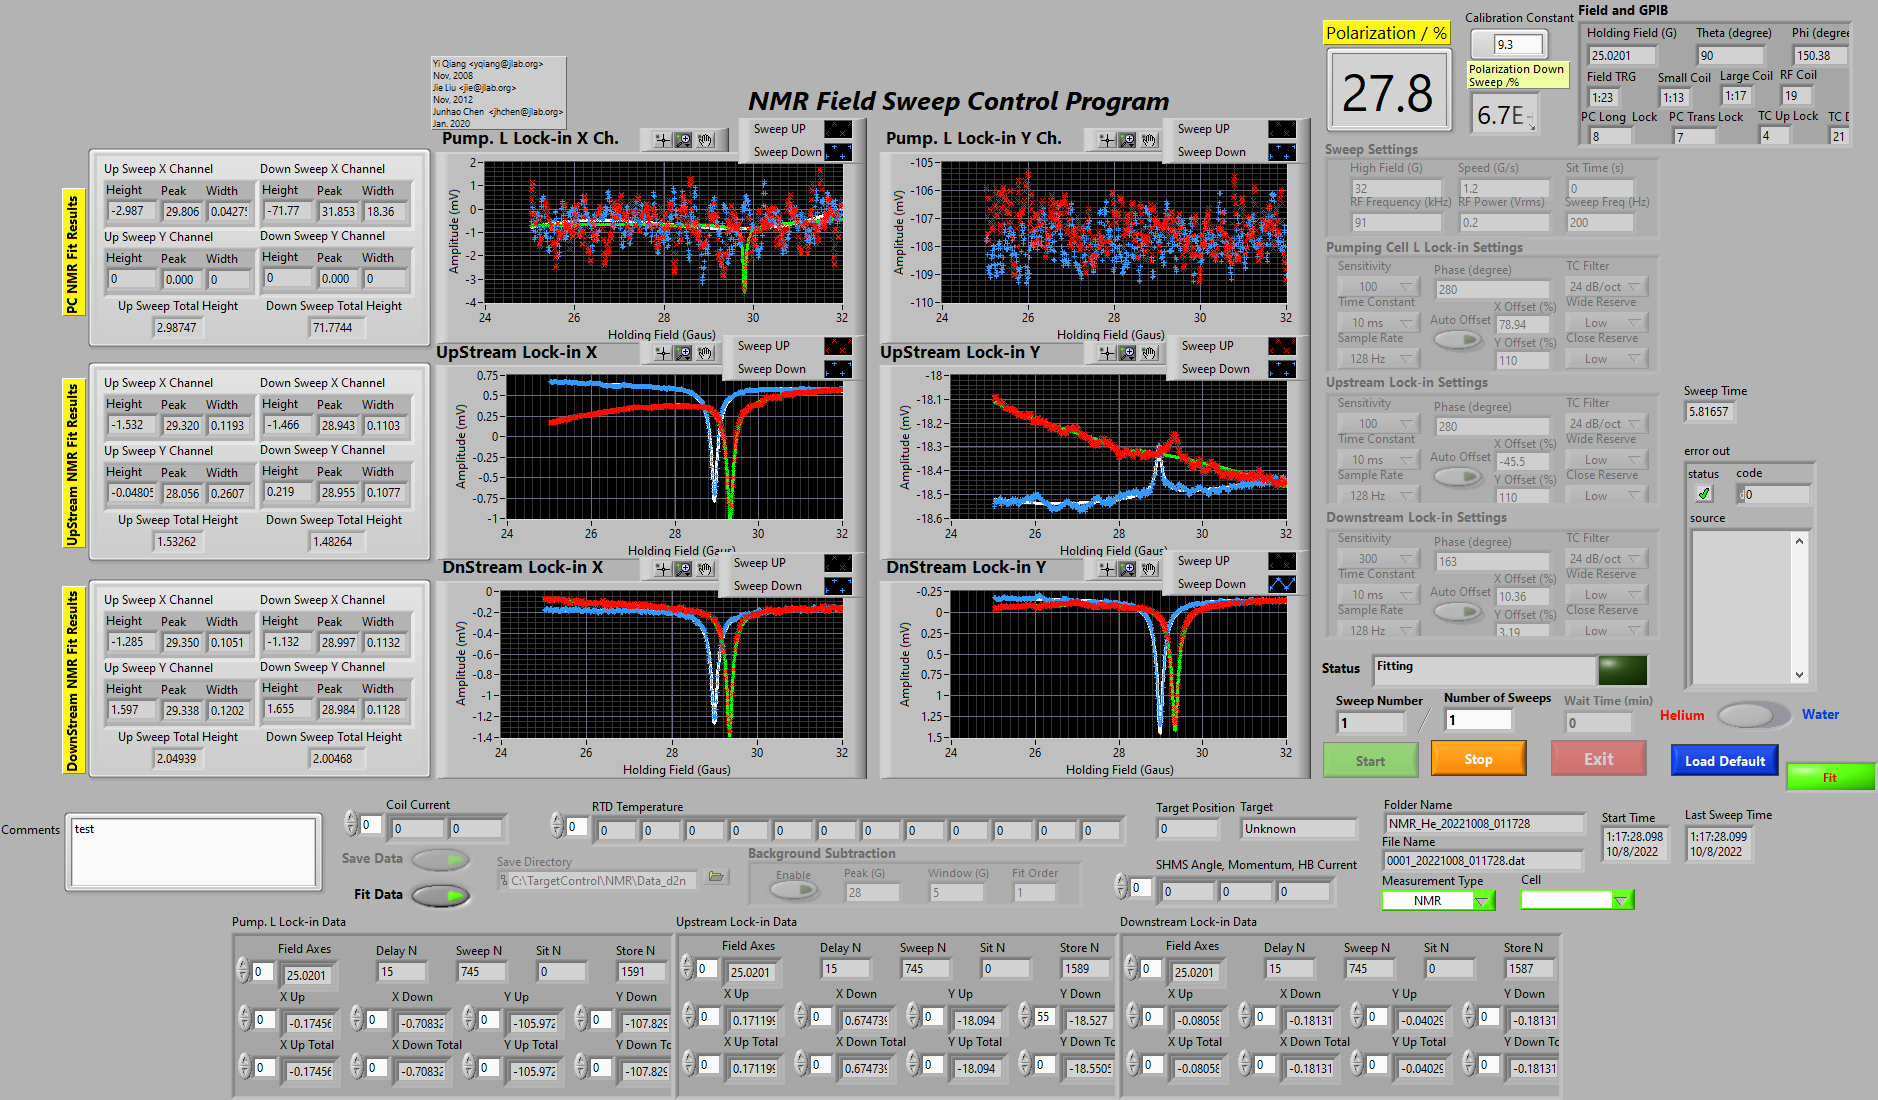 Yi Qiang <yqiang@jlab.org>
Nov, 2008
Jie Liu <jie@jlab.org>
Nov, 2012
Junhao Chen <jhchen@jlab.org>
Jan. 2020
NMR Field Sweep Control Program
Polarization / %
27.8
Calibration Constant
9.3
Polarization Down
Sweep /%
6.7E-
Field and GPIB
Holding Field (G) Theta (degree) Phi (degree
25.0201 90 150.38
Field TRG Small Coil Large Coil RF Coil
1:23 1:13 1:17 19
PC Long Lock PC Trans Lock TC Up Lock TC D
8 7 4 21
PC NMR Fit Results
Up Sweep X Channel Down Sweep X Channel
Height Peak Width Height Peak Width
-2.987 29.806 0.0427 -71.77 31.853 18.36
Up Sweep Y Channel Down Sweep Y Channel
Height Peak Width Height Peak Width
0 0.000 0 0 0.000 0
Up Sweep Total Height Down Sweep Total Height
2.98747 71.7744
UpStream NMR Fit Results
Up Sweep X Channel Down Sweep X Channel
Height Peak Width Height Peak Width
-1.532 29.320 0.1193 -1.466 28.943 0.1103
Up Sweep Y Channel Down Sweep Y Channel
Height Peak Width Height Peak Width
-0.04805 28.056 0.2607 0.219 28.955 0.1077
Up Sweep Total Height Down Sweep Total Height
1.53262 1.48264
DownStream NMR Fit Results
Up Sweep X Channel Down Sweep X Channel
Height Peak Width Height Peak Width
-1.285 29.350 0.1051 -1.132 28.997 0.1132
Up Sweep Y Channel Down Sweep Y Channel
Height Peak Width Height Peak Width
1.597 29.338 0.1202 1.655 28.984 0.1128
Up Sweep Total Height Down Sweep Total Height
2.04939 2.00468
Pump. L Lock-in X Ch.
Sweep UP
Sweep Down
Amplitude (mV)
2
1
0
-1
-2
-3
-4
24 26 28 30 32
Holding Field (Gaus)
Pump. L Lock-in Y Ch.
Sweep UP
Sweep Down
Amplitude (mV)
-105
-106
-107
-108
-109
-110
24 26 28 30 32
Holding Field (Gaus)
UpStream Lock-in X
Sweep UP
Sweep Down
Amplitude (mV)
0.75
0.5
0.25
0
-0.25
-0.5
-0.75
-1
24 26 28 30 32
Holding Field (Gaus)
UpStream Lock-in Y
Sweep UP
Sweep Down
Amplitude (mV)
-18
-18.1
-18.2
-18.3
-18.4
-18.5
-18.6
24 26 28 30 32
Holding Field (Gaus)
DnStream Lock-in X
Sweep UP
Sweep Down
Amplitude (mV)
0
-0.2
-0.4
-0.6
-0.8
-1
-1.2
-1.4
24 26 28 30 32
Holding Field (Gaus)
DnStream Lock-in Y
Sweep UP
Sweep Down
Amplitude (mV)
-0.25
0
0.25
0.5
0.75
1
1.25
1.5
24 26 28 30 32
Holding Field (Gaus)
Sweep Settings
High Field (G) Speed (G/s) Sit Time (s)
32 1.2 0
RF Frequency (kHz) RF Power (Vrms) Sweep Freq (Hz)
91 0.2 200
Pumping Cell L Lock-in Settings
Sensitivity Phase (degree) TC Filter
100 280 24 dB/oct
Time Constant X Offset (%) Wide Reserve
10 ms Auto Offset 78.94 Low
Sample Rate Y Offset (%) Close Reserve
128 Hz 110 Low
Upstream Lock-in Settings
Sensitivity Phase (degree) TC Filter
100 280 24 dB/oct
Time Constant X Offset (%) Wide Reserve
10 ms Auto Offset -45.5 Low
Sample Rate Y Offset (%) Close Reserve
128 Hz 110 Low
Downstream Lock-in Settings
Sensitivity Phase (degree) TC Filter
300 163 24 dB/oct
Time Constant X Offset (%) Wide Reserve
10 ms Auto Offset 10.36 Low
Sample Rate Y Offset (%) Close Reserve
128 Hz 3.19 Low
Sweep Time
5.81657
error out
status code
0
source
Status Fitting
Sweep Number Number of Sweeps Wait Time (min)
1 / 1 0
Helium Water
Start Stop Exit Load Default Fit
Comments test
Coil Current
0 0 0
Save Data
Fit Data
RTD Temperature
0 0 0 0 0 0 0 0 0 0 0 0 0
Save Directory
C:\TargetControl\NMR\Data_d2n
Background Subtraction
Enable Peak (G) Window (G) Fit Order
28 5 1
Target Position Target
0 Unknown
SHMS Angle, Momentum, HB Current
0 0 0 0
Folder Name
NMR_He_20221008_011728
File Name
0001_20221008_011728.dat
Measurement Type Cell
NMR
Start Time
1:17:28.098
10/8/2022
Last Sweep Time
1:17:28.099
10/8/2022
Pump. L Lock-in Data
Field Axes Delay N Sweep N Sit N Store N
0 25.0201 15 745 0 1591
X Up X Down Y Up Y Down
0 -0.17456 0 -0.70832 0 -105.972 0 -107.829
X Up Total X Down Total Y Up Total Y Down To
0 -0.17456 0 -0.70832 0 -105.972 0 -107.829
Upstream Lock-in Data
Field Axes Delay N Sweep N Sit N Store N
0 25.0201 15 745 0 1589
X Up X Down Y Up Y Down
0 0.171199 0 0.674739 0 -18.094 55 -18.527
X Up Total X Down Total Y Up Total Y Down To
0 0.171199 0 0.674739 0 -18.094 0 -18.5505
Downstream Lock-in Data
Field Axes Delay N Sweep N Sit N Store N
0 25.0201 15 745 0 1587
X Up X Down Y Up Y Down
0 -0.08058 0 -0.18131 0 -0.04029 0 -0.18131
X Up Total X Down Total Y Up Total Y Down To
0 -0.08058 0 -0.18131 0 -0.04029 0 -0.18131